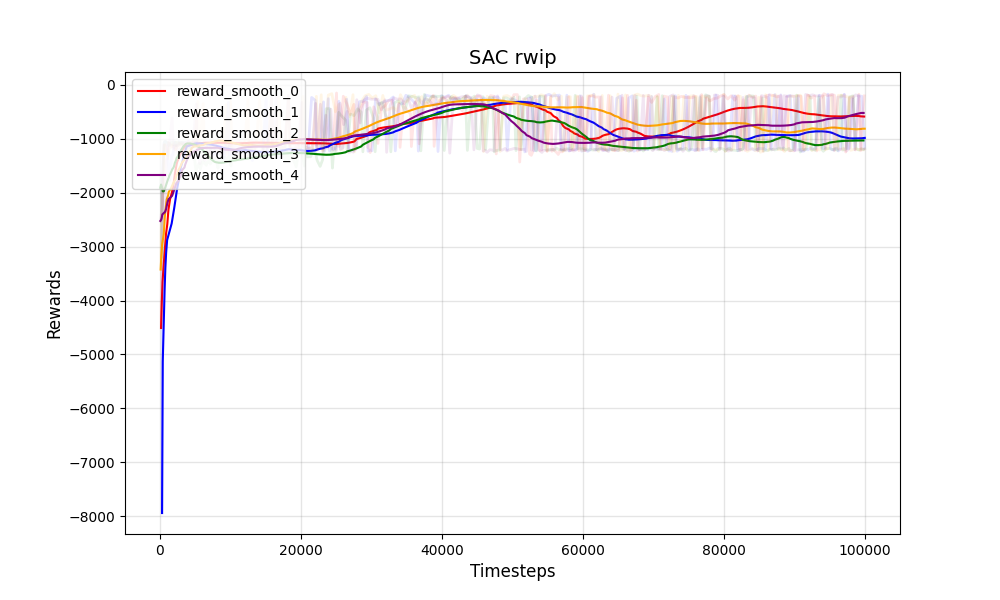 SAC rwip
reward_smooth_0
reward_smooth_1
reward_smooth_2
reward_smooth_3
reward_smooth_4
0
−1000
−2000
−3000
−4000
−5000
−6000
−7000
−8000
Rewards
0
20000
40000
60000
80000
100000
Timesteps